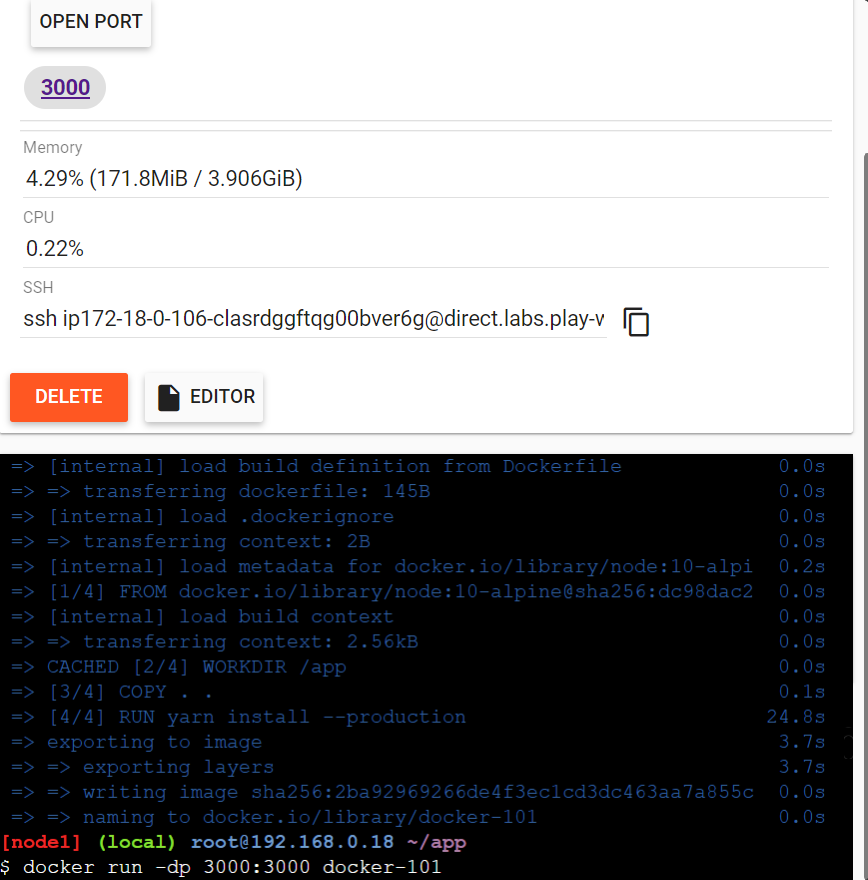 OPEN PORT
3000
Memory
4.29% (171.8MiB / 3.906GiB)
CPU
0.22%
SSH
ssh ip172-18-0-106-clasrdggftqg00bver6g@direct.labs.play-w
DELETE
EDITOR
=> [internal] load build definition from Dockerfile 0.0s
=> => transferring dockerfile: 145B 0.0s
=> [internal] load .dockerignore 0.0s
=> => transferring context: 2B 0.0s
=> [internal] load metadata for docker.io/library/node:10-alpi 0.2s
=> [1/4] FROM docker.io/library/node:10-alpine@sha256:dc98dac2 0.0s
=> [internal] load build context 0.0s
=> => transferring context: 2.56kB 0.0s
=> CACHED [2/4] WORKDIR /app 0.0s
=> [3/4] COPY . . 0.1s
=> [4/4] RUN yarn install --production 24.8s
=> exporting to image 3.7s
=> => exporting layers 3.7s
=> => writing image sha256:2ba92969266de4f3ec1cd3dc463aa7a855c 0.0s
=> => naming to docker.io/library/docker-101 0.0s
[node1] (local) root@192.168.0.18 ~/app
$ docker run -dp 3000:3000 docker-101